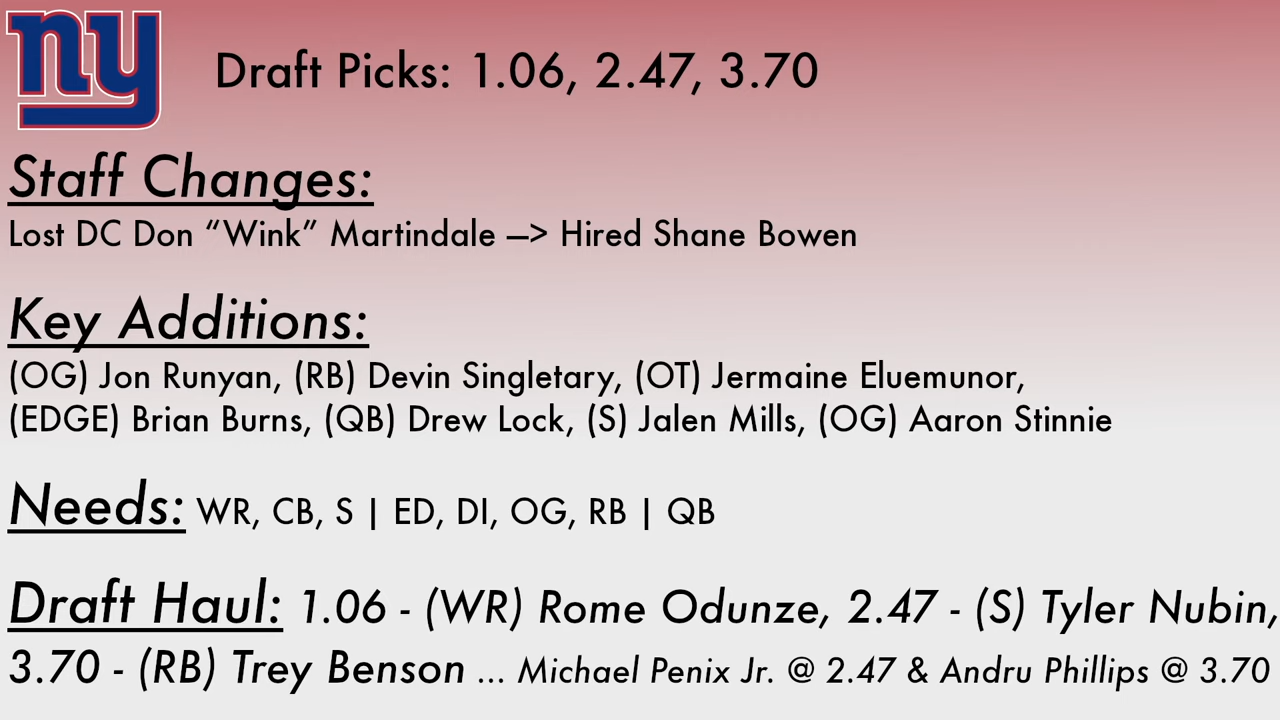 ny
Draft Picks: 1.06, 2.47, 3.70
Staff Changes:
Lost DC Don “Wink” Martindale —> Hired Shane Bowen
Key Additions:
(OG) Jon Runyan, (RB) Devin Singletary, (OT) Jermaine Eluemunor,
(EDGE) Brian Burns, (QB) Drew Lock, (S) Jalen Mills, (OG) Aaron Stinnie
Needs: WR, CB, S | ED, DI, OG, RB | QB
Draft Haul: 1.06 - (WR) Rome Odunze, 2.47 - (S) Tyler Nubin,
3.70 - (RB) Trey Benson ... Michael Penix Jr. @ 2.47 & Andru Phillips @ 3.70